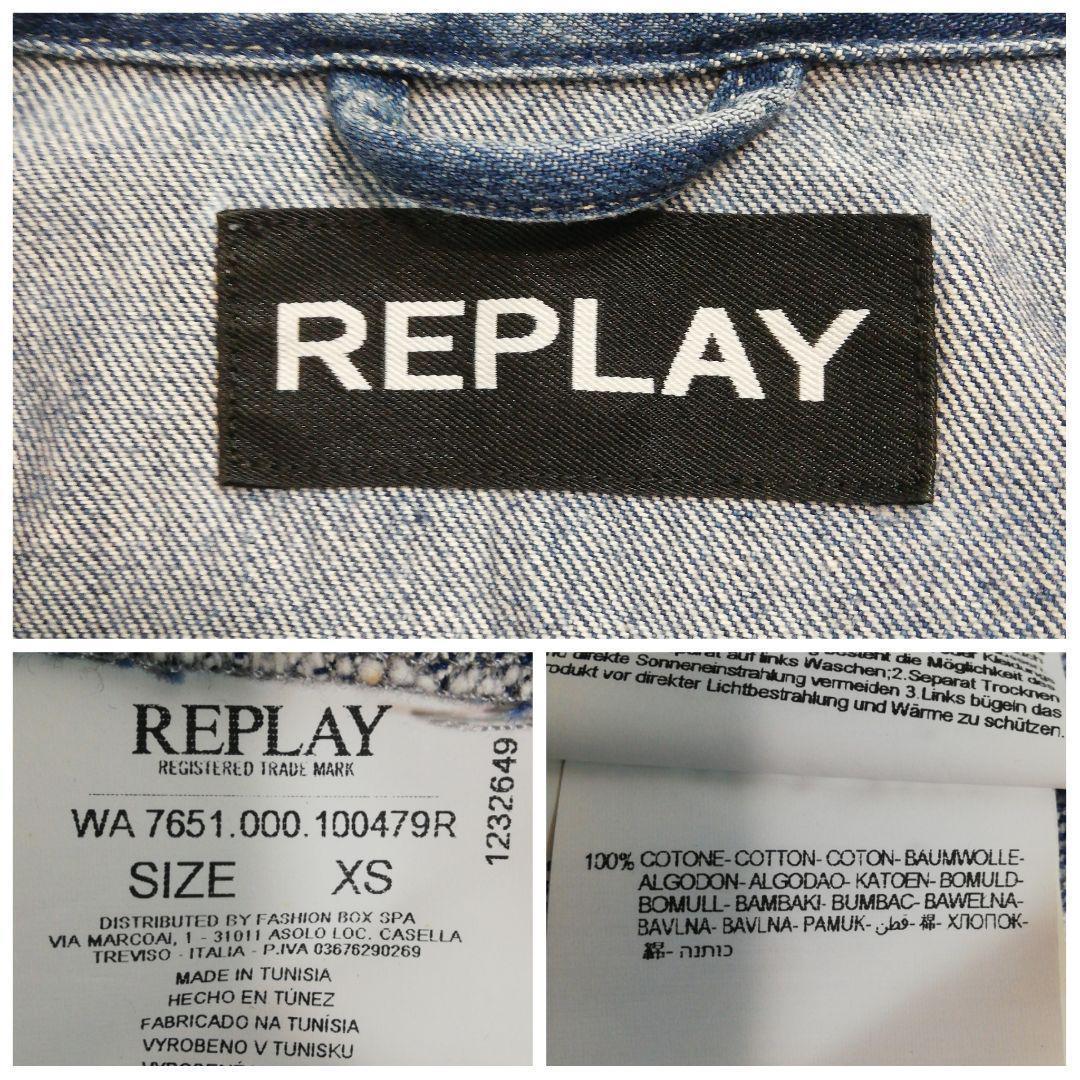 REPLAY
REPLAY
REGISTERED TRADE MARK
WA 7651.000.100479R
SIZE XS
DISTRIBUTED BY FASHION BOX SPA
VIA MARCOAI, 1 - 31011 ASOLO LOC. CASELLA
TREVISO - ITALIA - P.IVA 03676290269
MADE IN TUNISIA
HECHO EN TÚNEZ
FABRICADO NA TUNÍSIA
VYROBENO V TUNISKU
1232649
besteht die Möglichkeit des
auf links Waschen;2.Separat Trocknen
direkte Sonneneinstrahlung vermeiden 3.Links bügeln das
vor direkter Lichtbestrahlung und Wärme zu schützen.
100% COTONE- COTTON- COTON- BAUMWOLLE-
ALGODON- ALGODAO- KATOEN- BOMULD-
BOMULL- BAMBAKI- BUMBAC- BAWEŁNA-
BAVLNA- BAVLNA- PAMUK- قطن- 棉- ХЛОПОК-
綿- כותנה